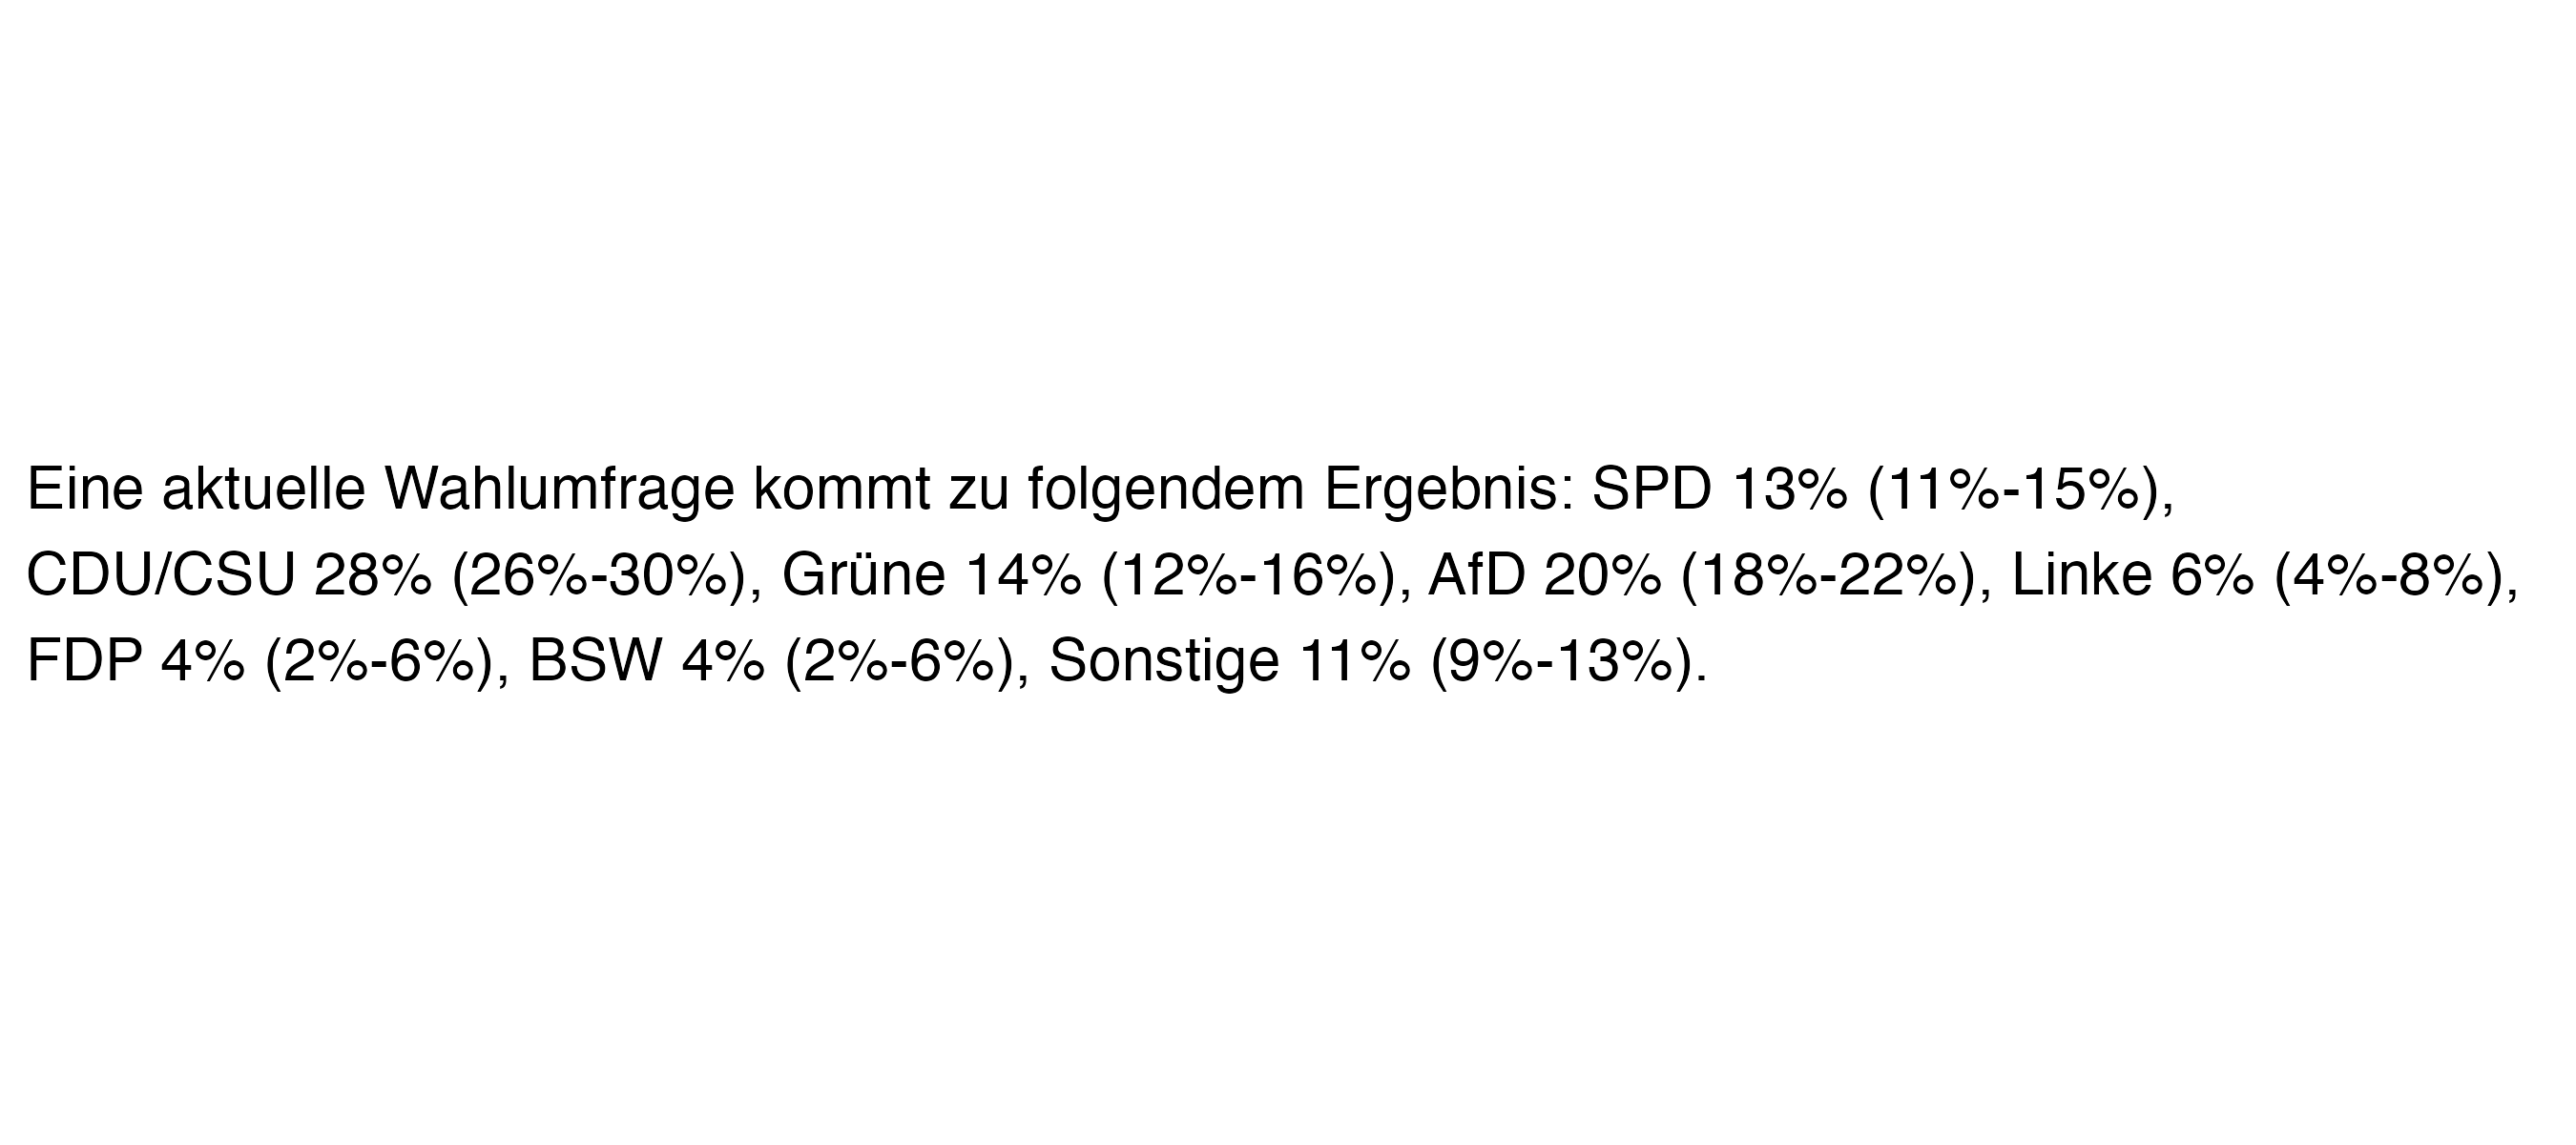 Eine aktuelle Wahlumfrage kommt zu folgendem Ergebnis: SPD 13% (11%-15%),
CDU/CSU 28% (26%-30%), Grüne 14% (12%-16%), AfD 20% (18%-22%), Linke 6% (4%-8%),
FDP 4% (2%-6%), BSW 4% (2%-6%), Sonstige 11% (9%-13%).